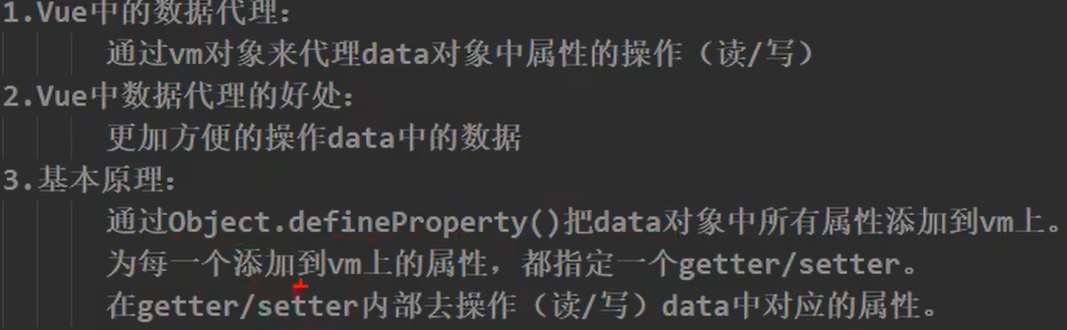 1.Vue中的数据代理：
通过vm对象来代理data对象中属性的操作（读/写）
2.Vue中数据代理的好处：
更加方便的操作data中的数据
3.基本原理：
通过Object.defineProperty()把data对象中所有属性添加到vm上。
为每一个添加到vm上的属性，都指定一个getter/setter。
在getter/setter内部去操作（读/写）data中对应的属性。